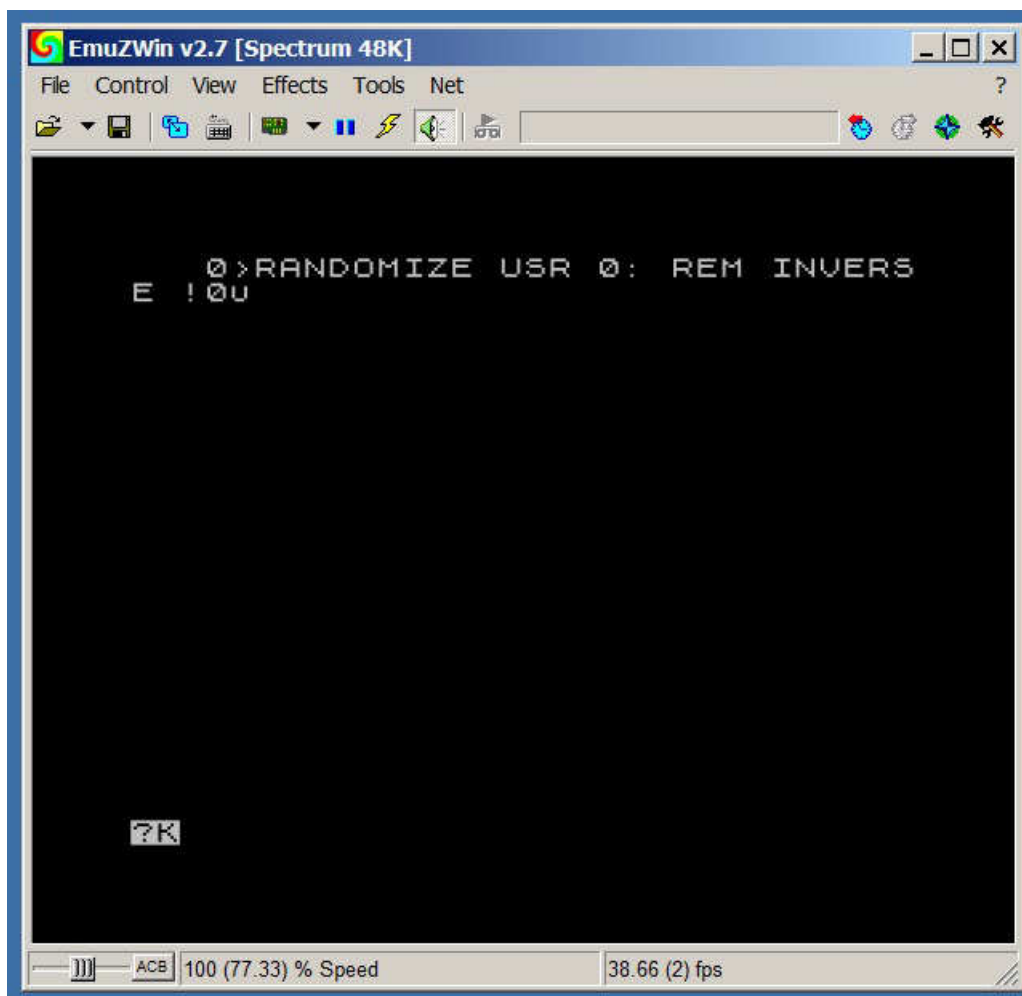 EmuZWin v2.7 [Spectrum 48K]
File Control View Effects Tools Net ?
0>RANDOMIZE USR 0: REM INVERS
E !0u
?K
ACB 100 (77.33) % Speed 38.66 (2) fps